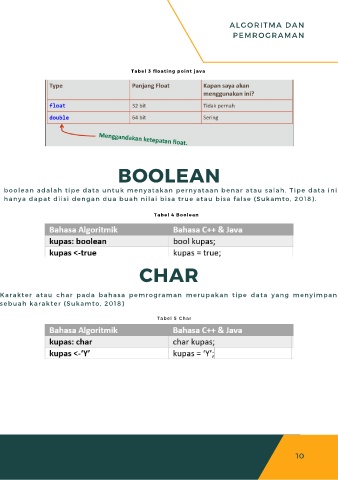 ALGORITMA DAN
PEMROGRAMAN
Tabel 3 floating point java
Type Panjang Float Kapan saya akan
menggunakan ini?
float 32 bit Tidak pernah
double 64 bit Sering
Menggandakan ketepatan float.
BOOLEAN
boolean adalah tipe data untuk menyatakan pernyataan benar atau salah. Tipe data ini
hanya dapat diisi dengan dua buah nilai bisa true atau bisa false (Sukamto, 2018).
Tabel 4 Boolean
Bahasa Algoritmik Bahasa C++ & Java
kupas: boolean bool kupas;
kupas <-true kupas = true;
CHAR
Karakter atau char pada bahasa pemrograman merupakan tipe data yang menyimpan
sebuah karakter (Sukamto, 2018)
Tabel 5 Char
Bahasa Algoritmik Bahasa C++ & Java
kupas: char char kupas;
kupas <-'Y' kupas = 'Y';
10